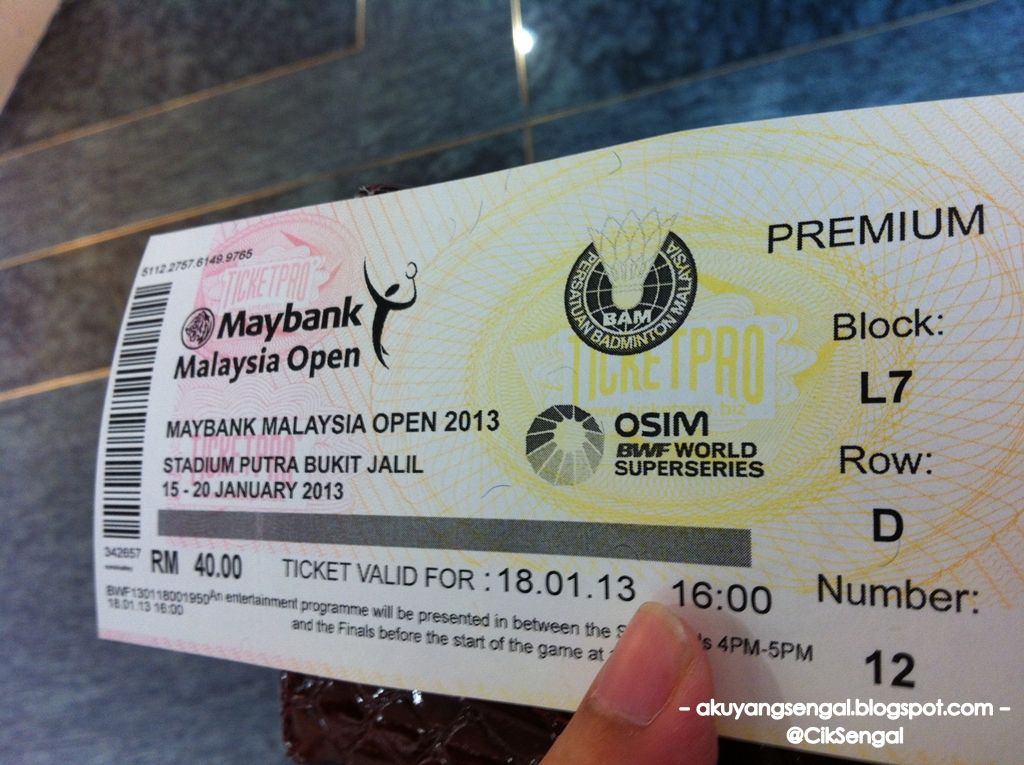 5112.2757.6149.9765
TICKETPRO
Maybank
Malaysia Open
PERSATUAN BADMINTON MALAYSIA
BAM
PREMIUM
TICKETPRO
.biz
Block:
L7
MAYBANK MALAYSIA OPEN 2013
OSIM
BWF WORLD
SUPERSERIES
TICKETPRO
STADIUM PUTRA BUKIT JALIL
15 - 20 JANUARY 2013
Row:
D
342657
RM 40.00
TICKET VALID FOR : 18.01.13 16:00
Number:
12
BWF130118001950
18.01.13 16:00
An entertainment programme will be presented in between the 4PM-5PM
and the Finals before the start of the game at
- akuyangsengal.blogspot.com -
@CikSengal